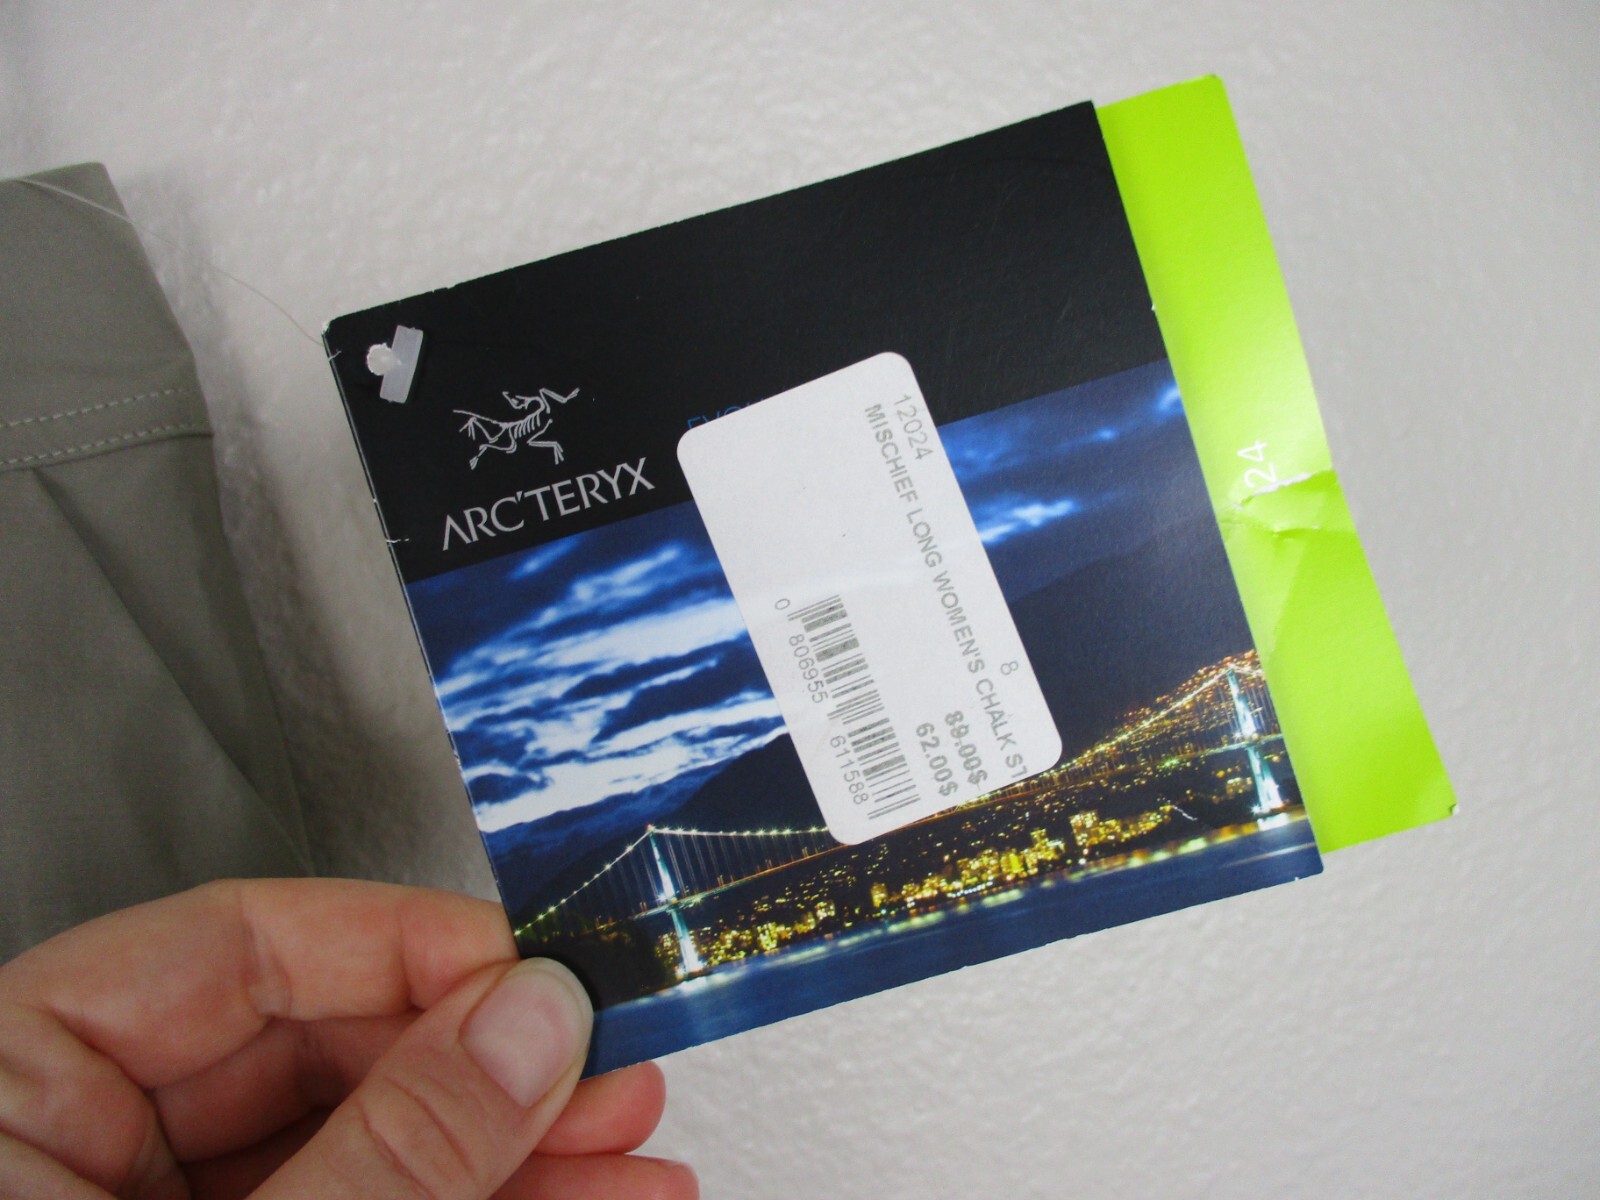 ARC'TERYX
12024
MISCHIEF LONG WOMEN'S CHALK ST
8
89.00$
62.00$
0 806955 611588
24